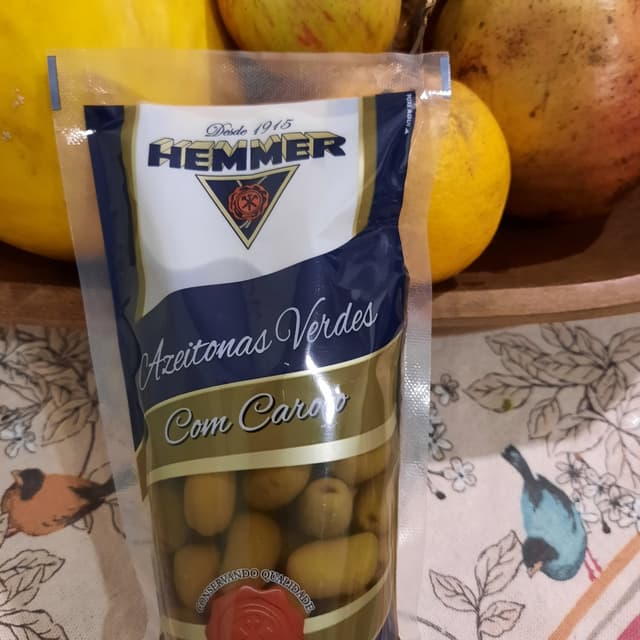 Desde 1915
HEMMER
Azeitonas Verdes
Com Caroço
CONSERVANDO QUALIDADE